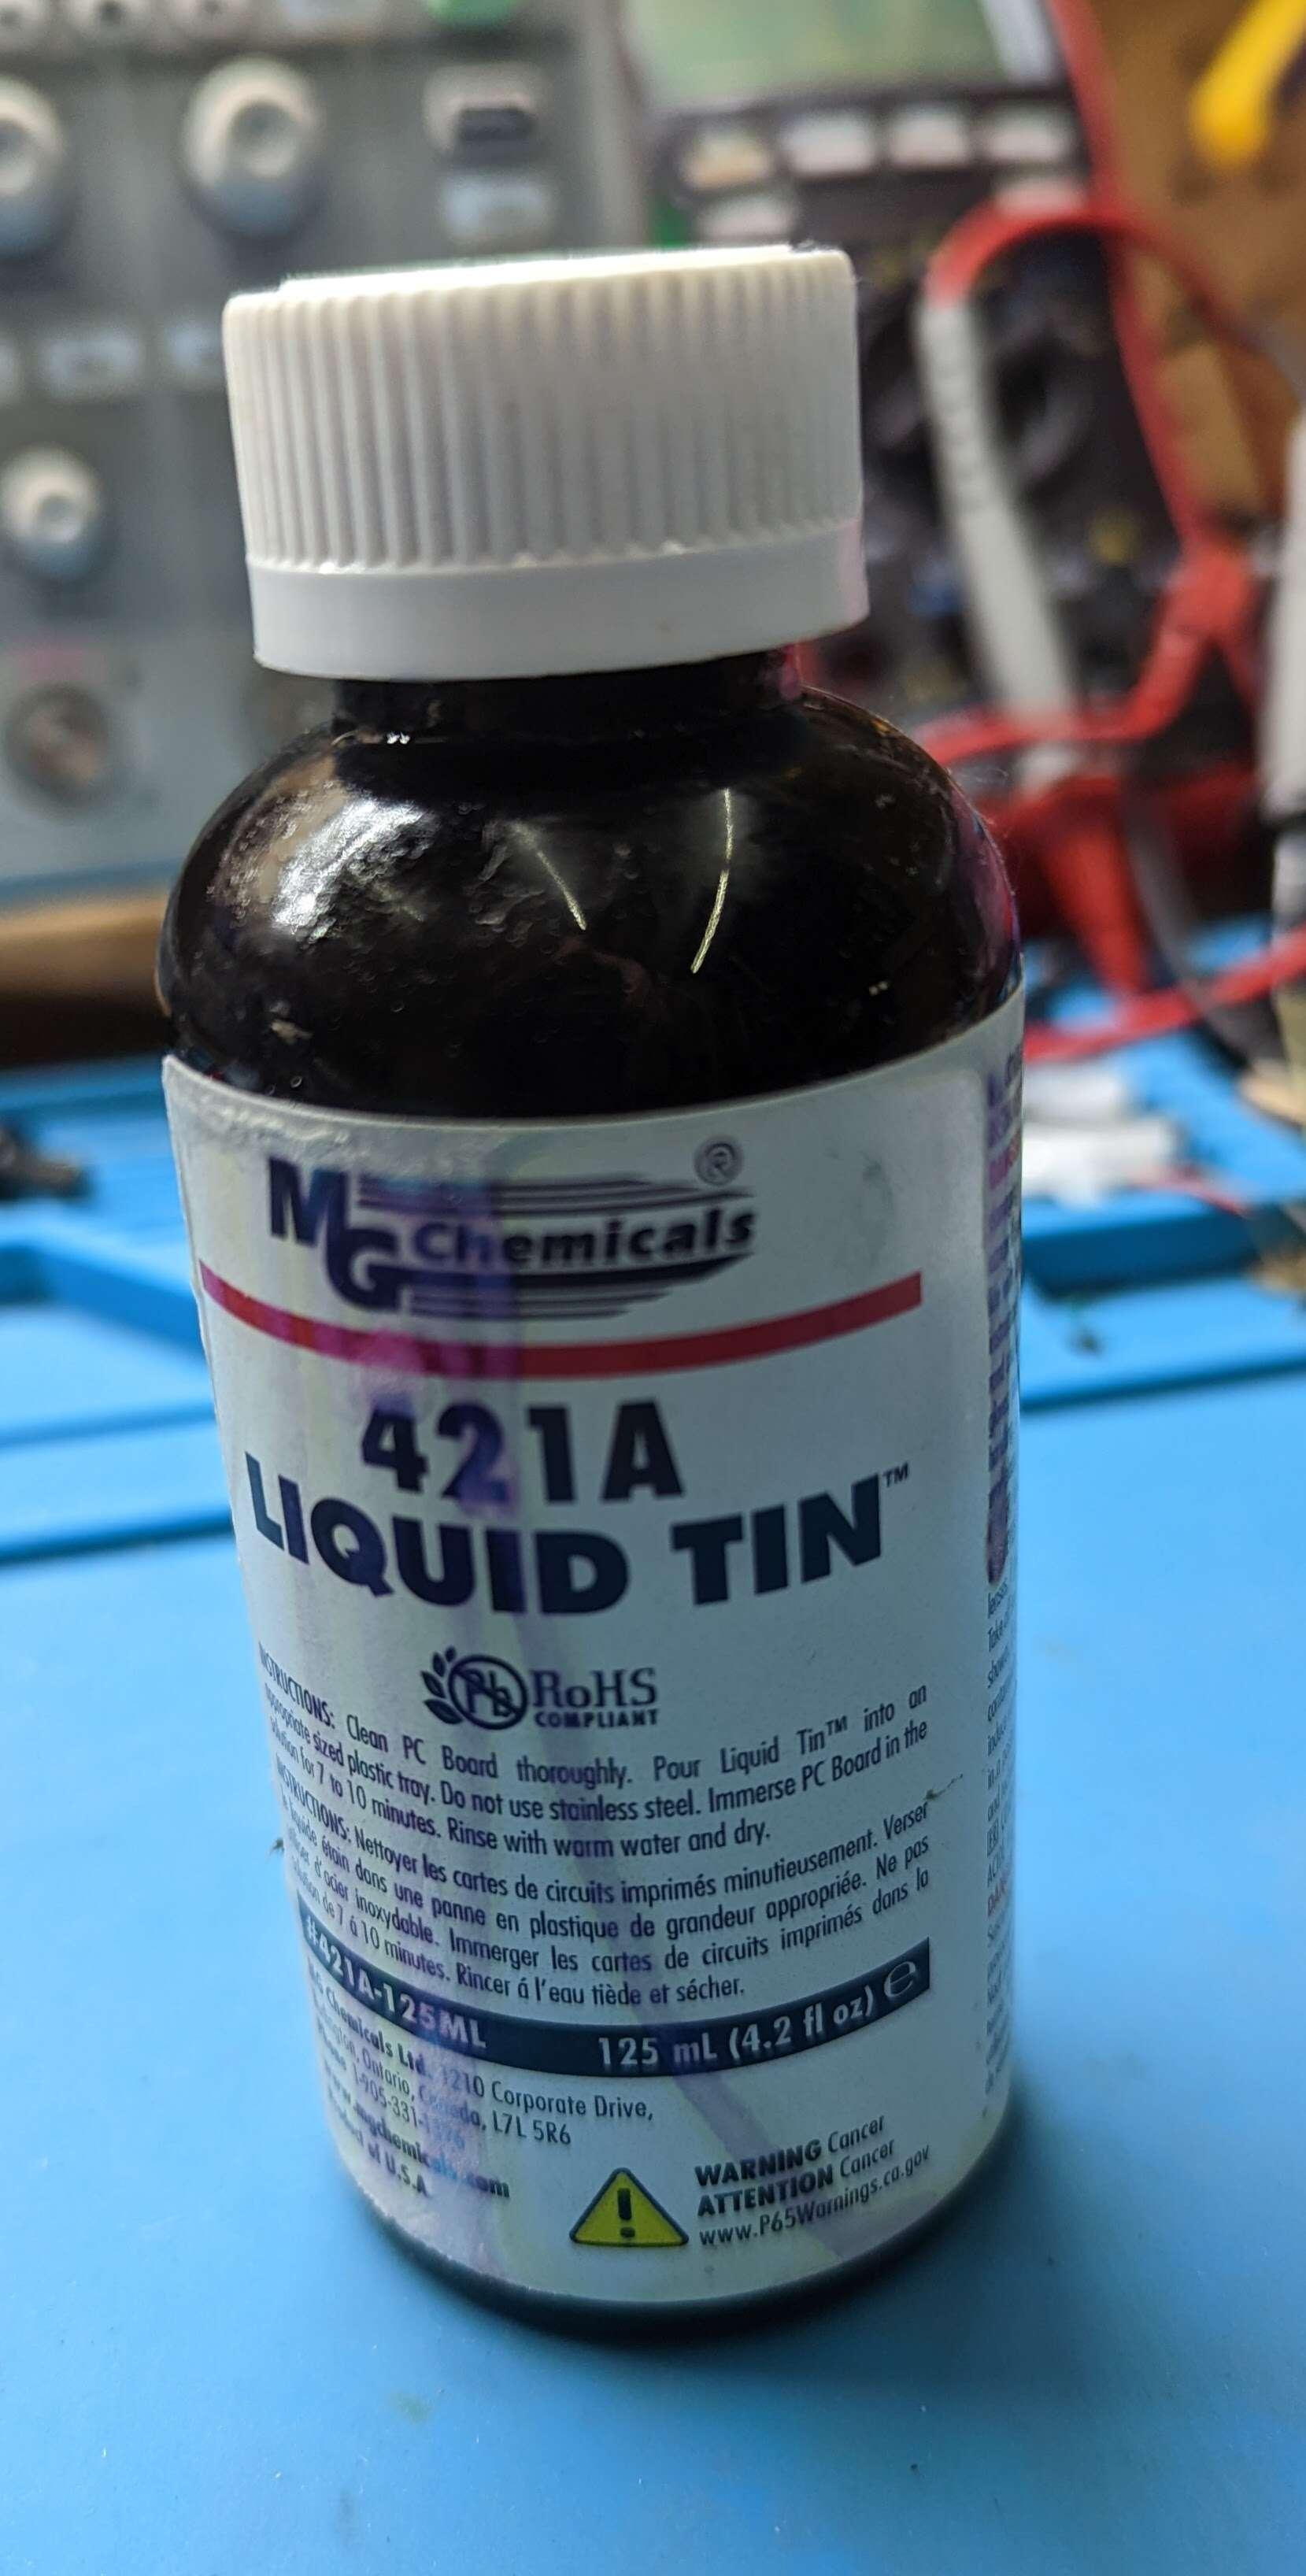 MG Chemicals ®
421A
LIQUID TIN™
Pb RoHS
COMPLIANT
INSTRUCTIONS: Clean PC Board thoroughly. Pour Liquid Tin™ into an
appropriate sized plastic tray. Do not use stainless steel. Immerse PC Board in the
solution for 7 to 10 minutes. Rinse with warm water and dry.
INSTRUCTIONS: Nettoyer les cartes de circuits imprimés minutieusement. Verser
liquide étain dans une panne en plastique de grandeur appropriée. Ne pas
d'acier inoxydable. Immerger les cartes de circuits imprimés dans la
solution de 7 á 10 minutes. Rincer á l'eau tiède et sécher.
#421A-125ML 125 mL (4.2 fl oz) ℮
MG Chemicals Ltd. 1210 Corporate Drive,
Ontario, Canada, L7L 5R6
1-905-331-
www.mgchemicals.com
of U.S.A
WARNING Cancer
ATTENTION Cancer
www.P65Warnings.ca.gov